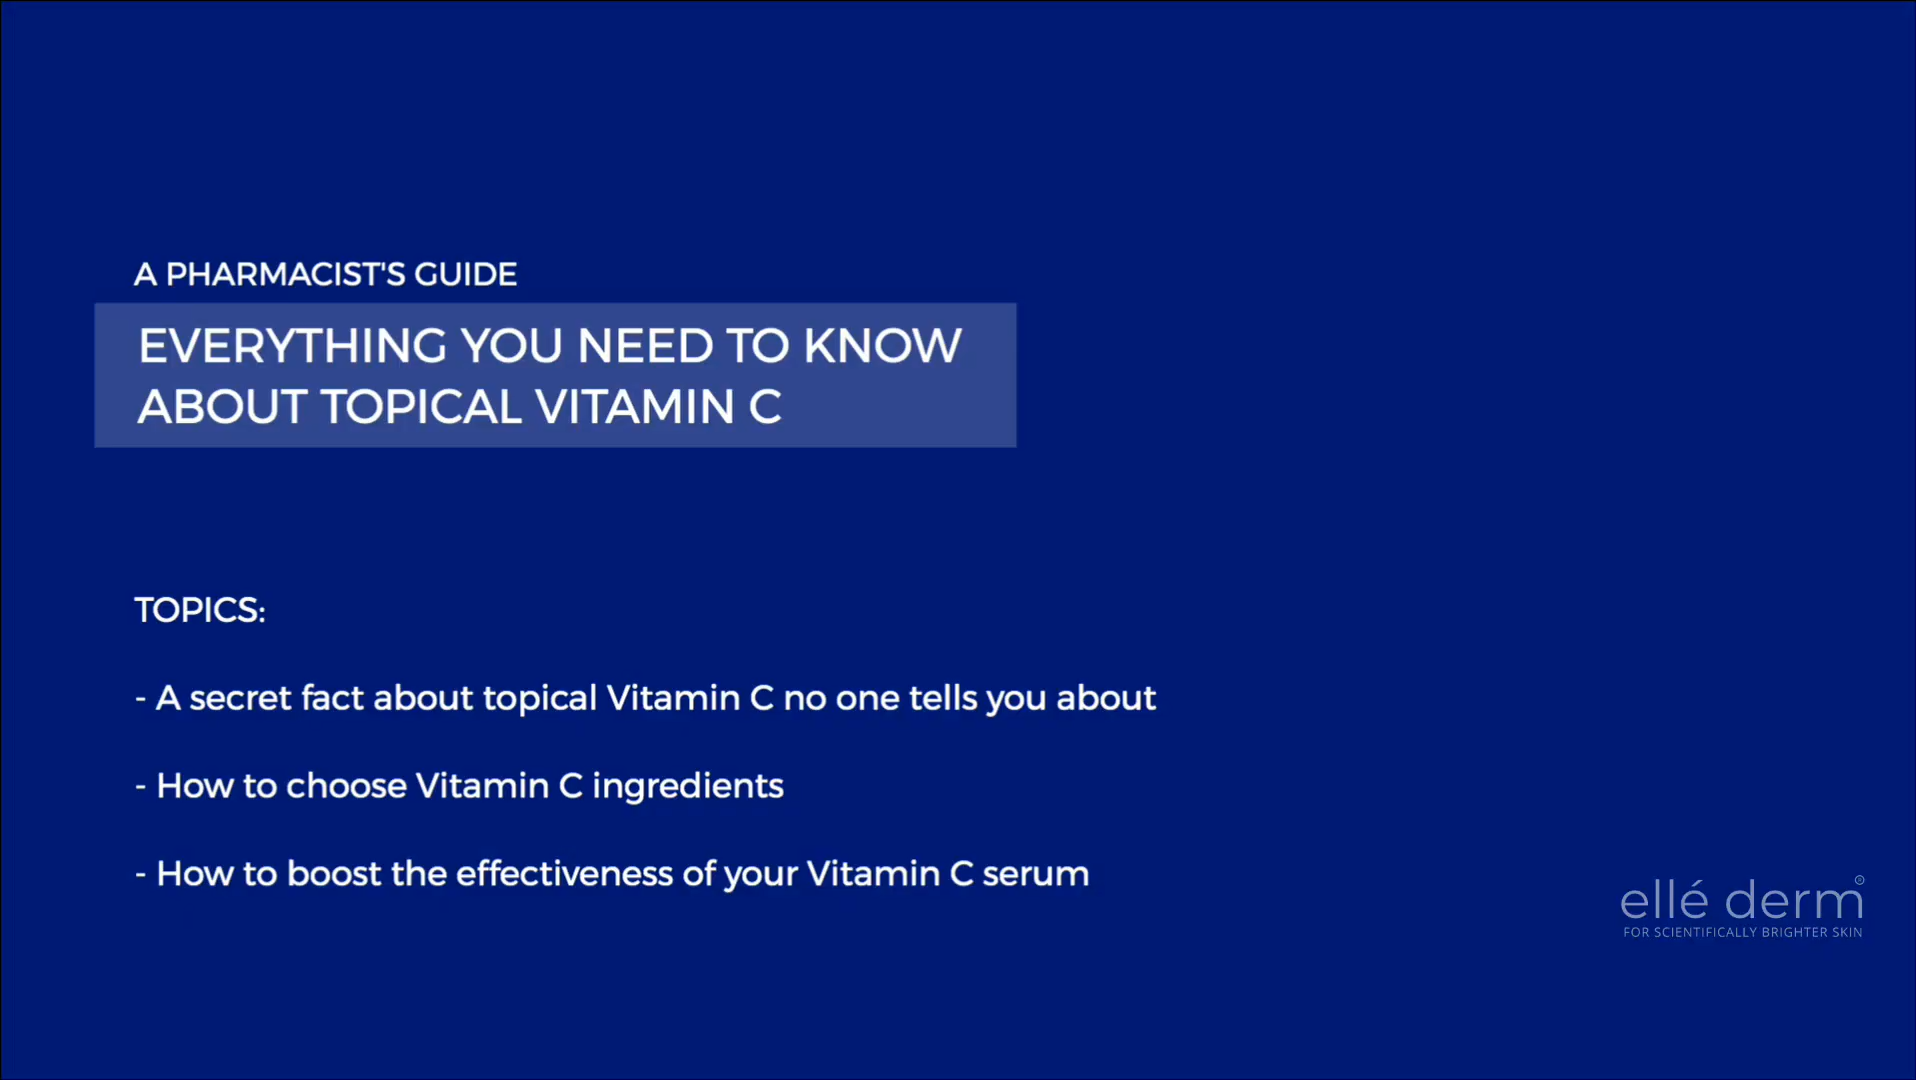 A PHARMACIST'S GUIDE
EVERYTHING YOU NEED TO KNOW
ABOUT TOPICAL VITAMIN C
TOPICS:
- A secret fact about topical Vitamin C no one tells you about
- How to choose Vitamin C ingredients
- How to boost the effectiveness of your Vitamin C serum
ellé derm®
FOR SCIENTIFICALLY BRIGHTER SKIN